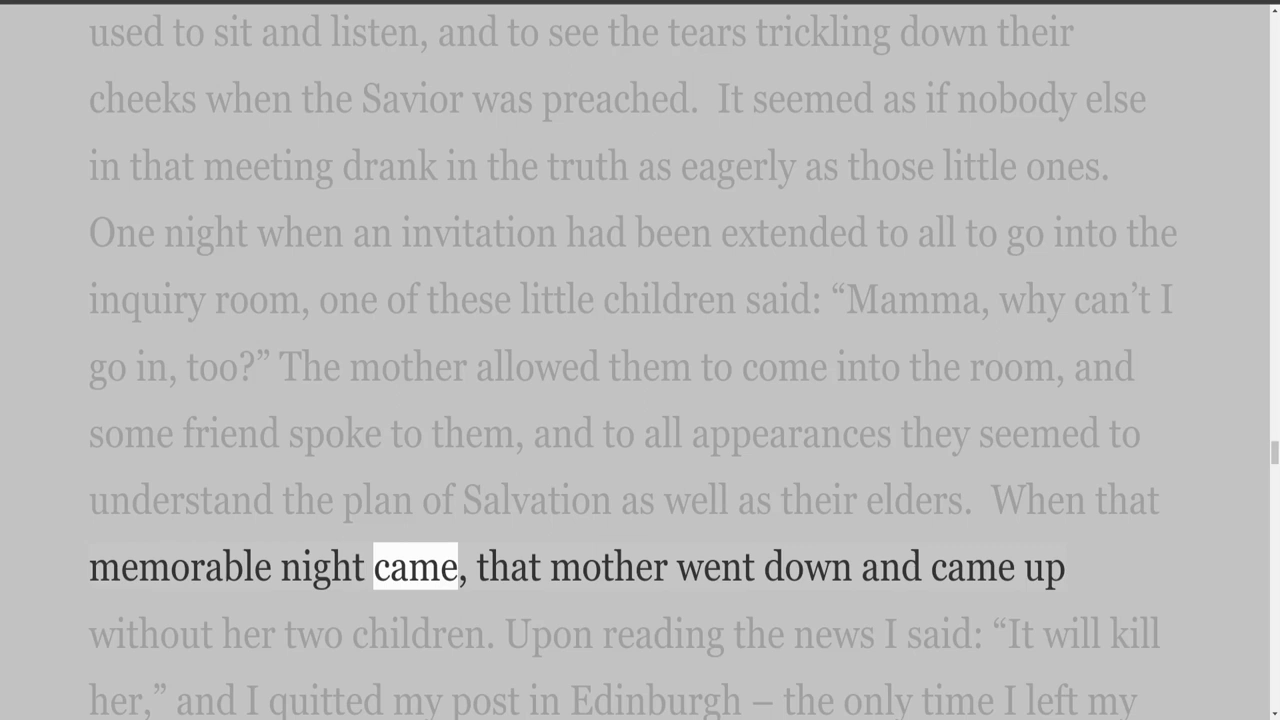 used to sit and listen, and to see the tears trickling down their
cheeks when the Savior was preached.  It seemed as if nobody else
in that meeting drank in the truth as eagerly as those little ones.
One night when an invitation had been extended to all to go into the
inquiry room, one of these little children said: “Mamma, why can’t I
go in, too?” The mother allowed them to come into the room, and
some friend spoke to them, and to all appearances they seemed to
understand the plan of Salvation as well as their elders.  When that
memorable night came, that mother went down and came up
without her two children. Upon reading the news I said: “It will kill
her,” and I quitted my post in Edinburgh – the only time I left my